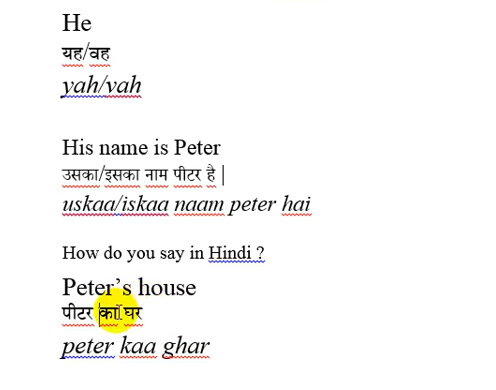 He
यह/वह
yah/vah
His name is Peter
उसका/इसका नाम पीटर है |
uskaa/iskaa naam peter hai
How do you say in Hindi ?
Peter’s house
पीटर का घर
peter kaa ghar